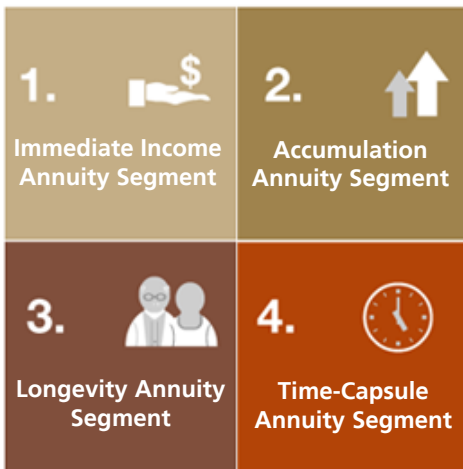 1.
$
Immediate Income
Annuity Segment
2.
Accumulation
Annuity Segment
3.
Longevity Annuity
Segment
4.
Time-Capsule
Annuity Segment